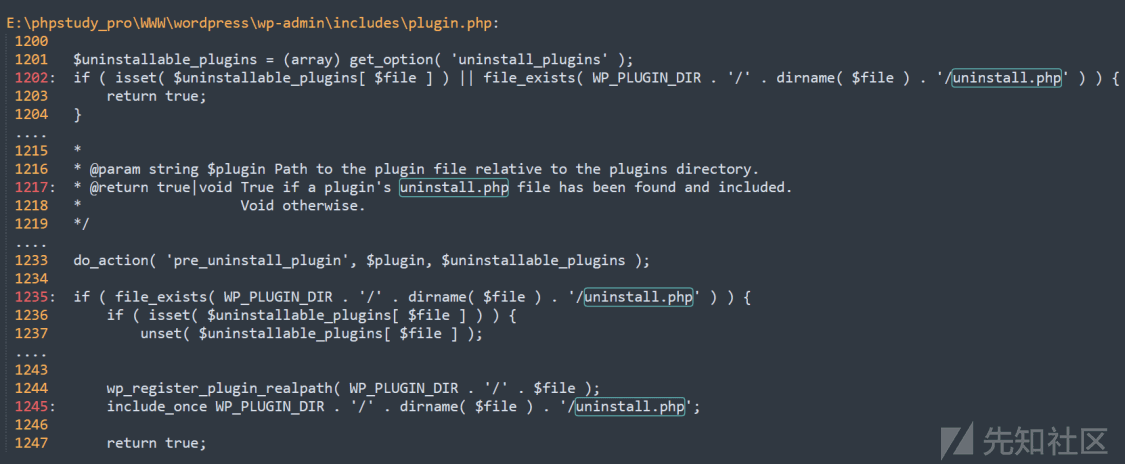 E:\phpstudy_pro\WWW\wordpress\wp-admin\includes\plugin.php:
1200
1201    $uninstallable_plugins = (array) get_option( 'uninstall_plugins' );
1202:   if ( isset( $uninstallable_plugins[ $file ] ) || file_exists( WP_PLUGIN_DIR . '/' . dirname( $file ) . '/uninstall.php' ) ) {
1203        return true;
1204    }
....
1215    *
1216    * @param string $plugin Path to the plugin file relative to the plugins directory.
1217:   * @return true|void True if a plugin's uninstall.php file has been found and included.
1218    *                   Void otherwise.
1219    */
....
1233    do_action( 'pre_uninstall_plugin', $plugin, $uninstallable_plugins );
1234
1235:   if ( file_exists( WP_PLUGIN_DIR . '/' . dirname( $file ) . '/uninstall.php' ) ) {
1236        if ( isset( $uninstallable_plugins[ $file ] ) ) {
1237            unset( $uninstallable_plugins[ $file ] );
....
1243
1244        wp_register_plugin_realpath( WP_PLUGIN_DIR . '/' . $file );
1245:       include_once WP_PLUGIN_DIR . '/' . dirname( $file ) . '/uninstall.php';
1246
1247        return true;
先知社区